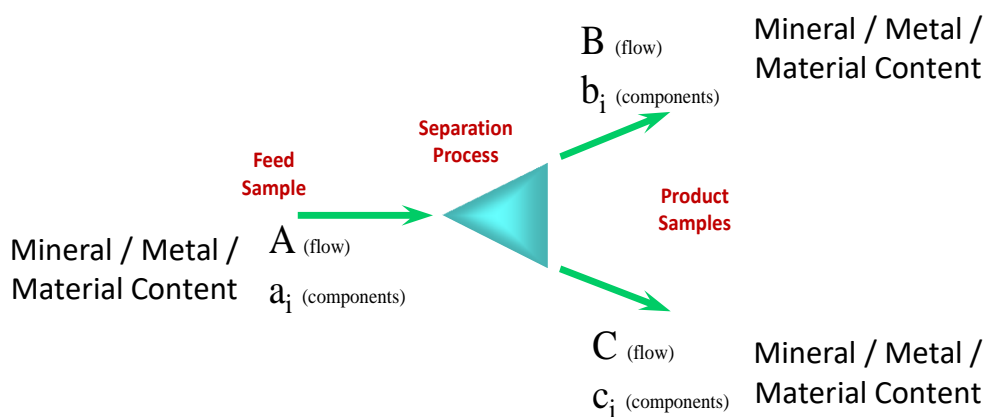 B (flow)
b_i (components)
Mineral / Metal /
Material Content
Separation
Process
Feed
Sample
Product
Samples
Mineral / Metal /
Material Content
A (flow)
a_i (components)
C (flow)
c_i (components)
Mineral / Metal /
Material Content